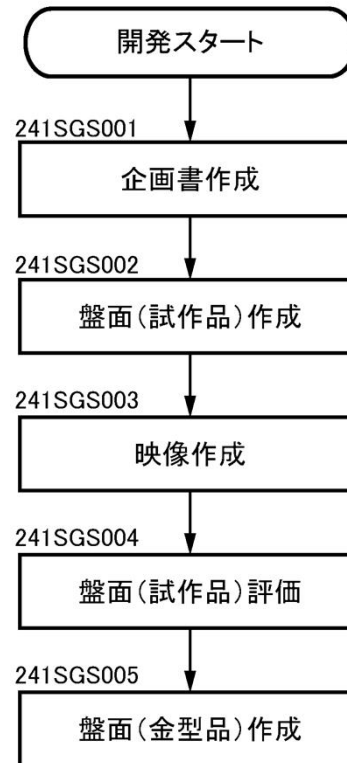 開発スタート
241SGS001
企画書作成
241SGS002
盤面(試作品)作成
241SGS003
映像作成
241SGS004
盤面(試作品)評価
241SGS005
盤面(金型品)作成